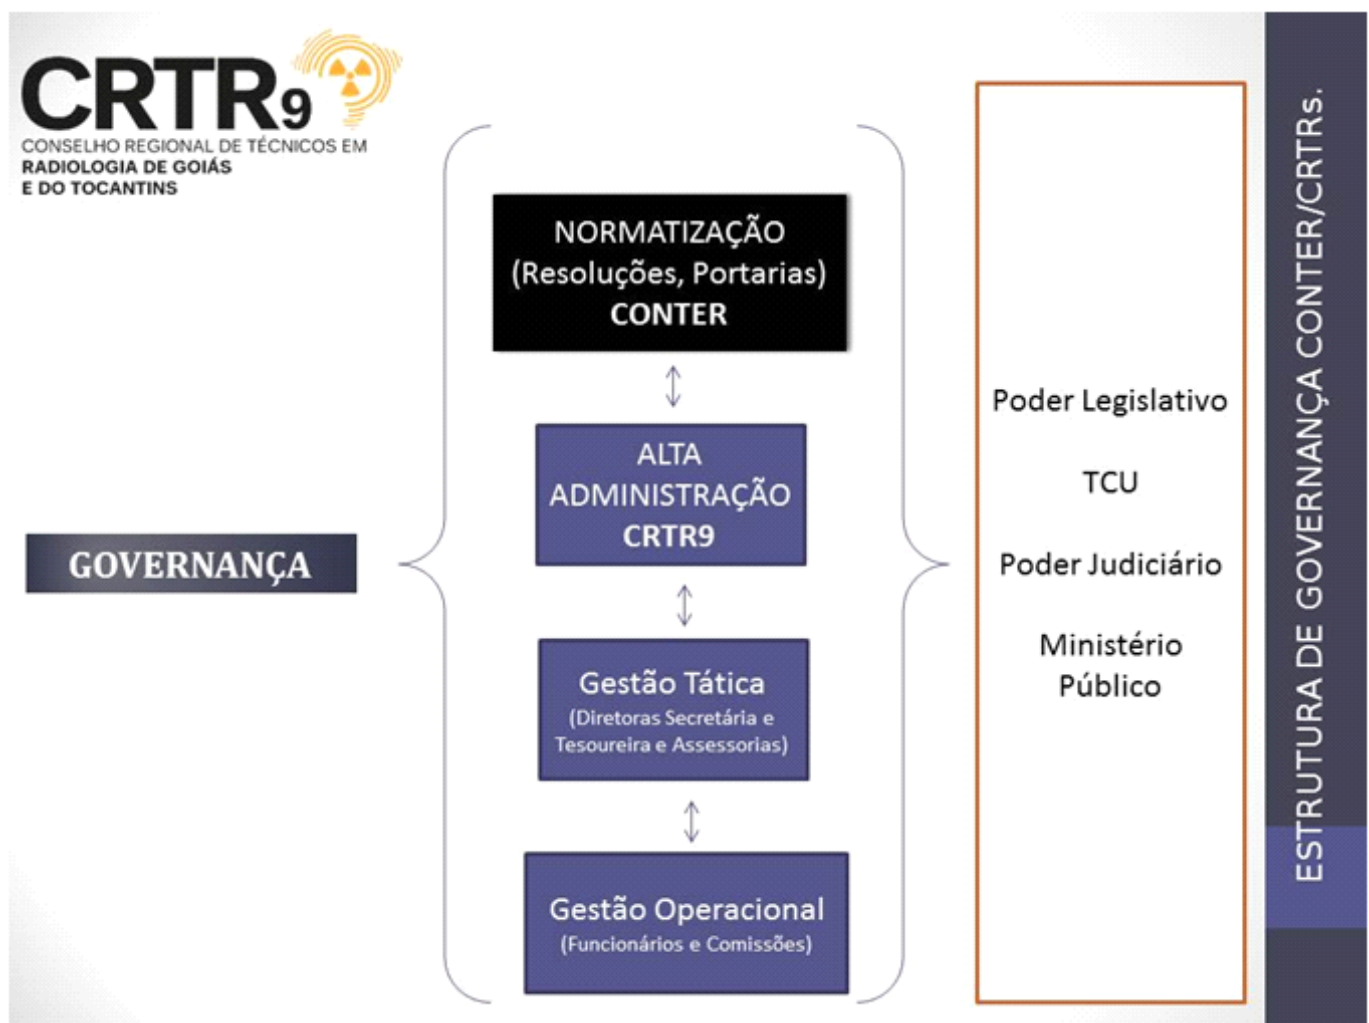 CRTR9
CONSELHO REGIONAL DE TÉCNICOS EM
RADIOLOGIA DE GOIÁS
E DO TOCANTINS
GOVERNANÇA
NORMATIZAÇÃO
(Resoluções, Portarias)
CONTER
ALTA
ADMINISTRAÇÃO
CRTR9
Gestão Tática
(Diretoras Secretária e
Tesoureira e Assessorias)
Gestão Operacional
(Funcionários e Comissões)
Poder Legislativo
TCU
Poder Judiciário
Ministério
Público
ESTRUTURA DE GOVERNANÇA CONTER/CRTRs.